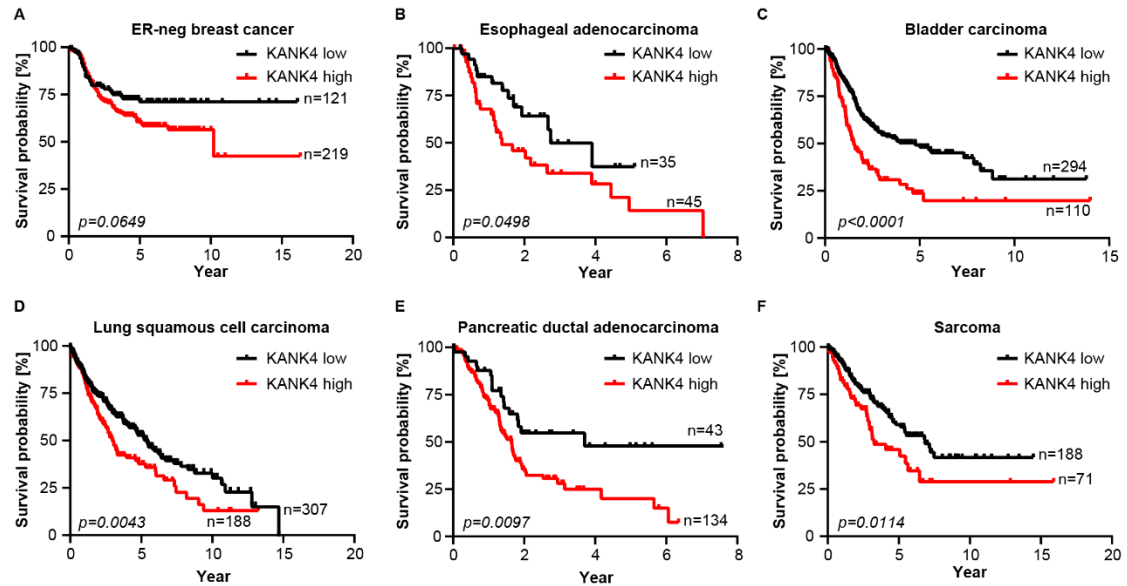 A
ER-neg breast cancer
Survival probability [%]
100
75
50
25
0
KANK4 low
KANK4 high
n=121
n=219
p=0.0649
0 5 10 15 20
Year
B
Esophageal adenocarcinoma
Survival probability [%]
100
75
50
25
0
KANK4 low
KANK4 high
n=35
n=45
p=0.0498
0 2 4 6 8
Year
C
Bladder carcinoma
Survival probability [%]
100
75
50
25
0
KANK4 low
KANK4 high
n=294
n=110
p<0.0001
0 5 10 15
Year
D
Lung squamous cell carcinoma
Survival probability [%]
100
75
50
25
0
KANK4 low
KANK4 high
n=307
n=188
p=0.0043
0 5 10 15 20
Year
E
Pancreatic ductal adenocarcinoma
Survival probability [%]
100
75
50
25
0
KANK4 low
KANK4 high
n=43
n=134
p=0.0097
0 2 4 6 8
Year
F
Sarcoma
Survival probability [%]
100
75
50
25
0
KANK4 low
KANK4 high
n=188
n=71
p=0.0114
0 5 10 15 20
Year